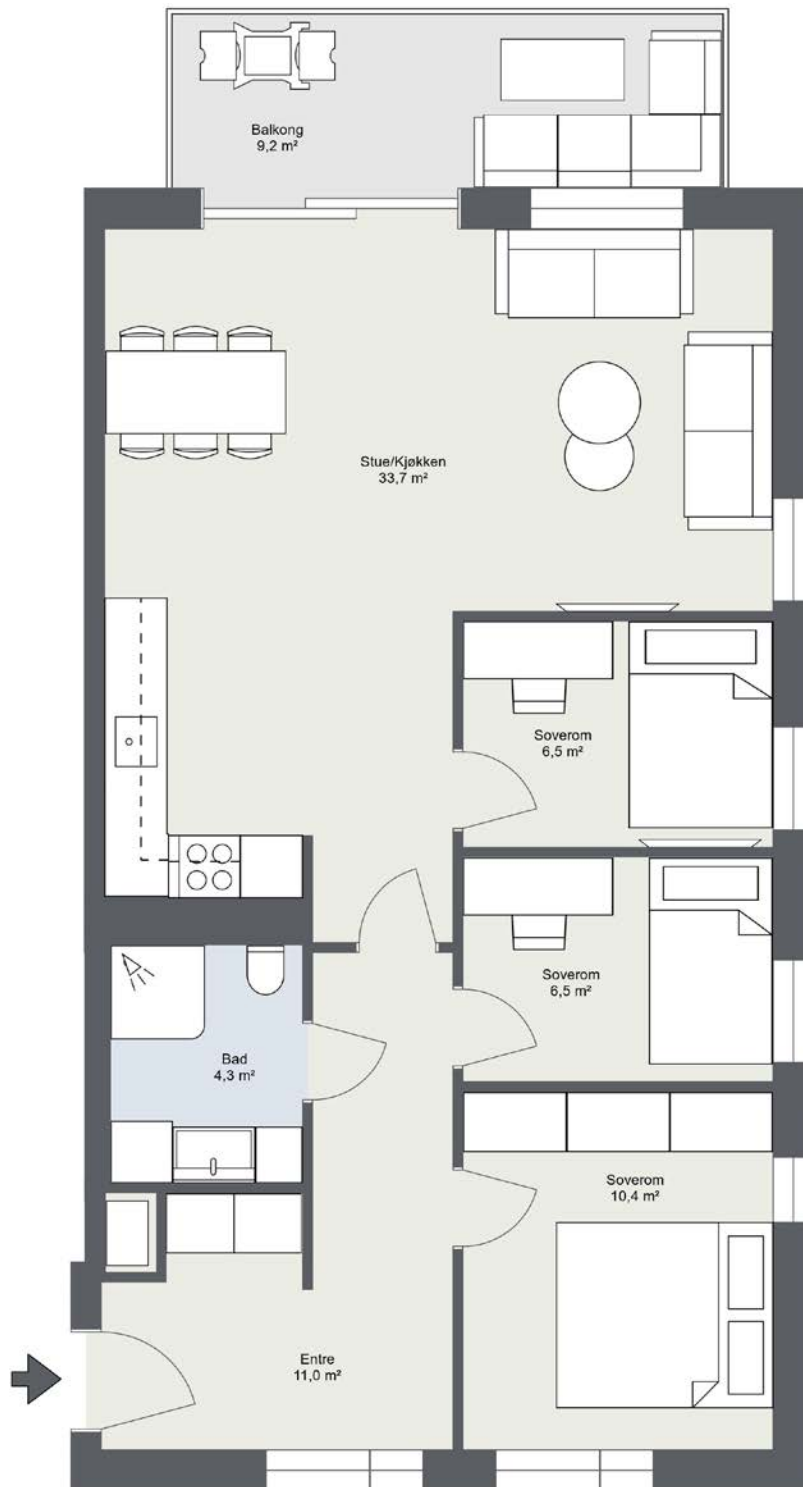 Balkong
9,2 m²
Stue/Kjøkken
33,7 m²
Soverom
6,5 m²
Soverom
6,5 m²
Bad
4,3 m²
Soverom
10,4 m²
Entre
11,0 m²